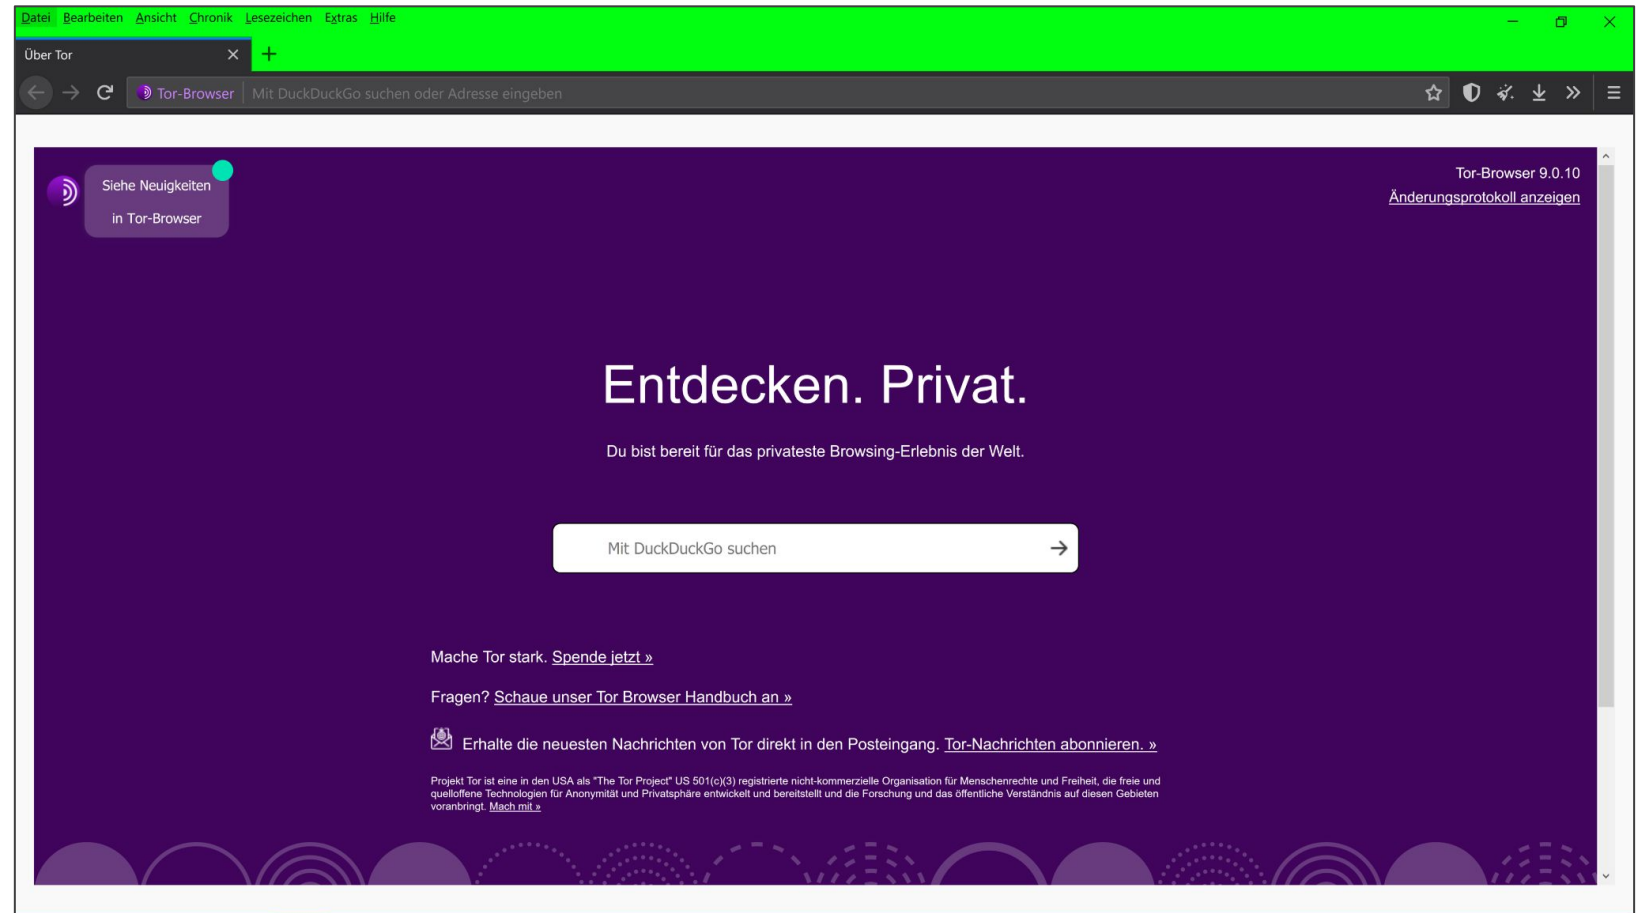 Datei Bearbeiten Ansicht Chronik Lesezeichen Extras Hilfe
Über Tor
Tor-Browser Mit DuckDuckGo suchen oder Adresse eingeben
Siehe Neuigkeiten
in Tor-Browser
Tor-Browser 9.0.10
Änderungsprotokoll anzeigen
Entdecken. Privat.
Du bist bereit für das privateste Browsing-Erlebnis der Welt.
Mit DuckDuckGo suchen
Mache Tor stark. Spende jetzt »
Fragen? Schaue unser Tor Browser Handbuch an »
Erhalte die neuesten Nachrichten von Tor direkt in den Posteingang. Tor-Nachrichten abonnieren. »
Projekt Tor ist eine in den USA als "The Tor Project" US 501(c)(3) registrierte nicht-kommerzielle Organisation für Menschenrechte und Freiheit, die freie und
quelloffene Technologien für Anonymität und Privatsphäre entwickelt und bereitstellt und die Forschung und das öffentliche Verständnis auf diesen Gebieten
voranbringt. Mach mit »